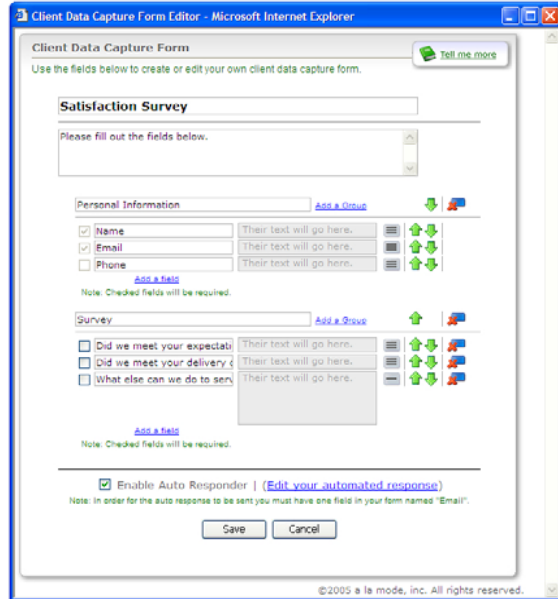 Client Data Capture Form Editor - Microsoft Internet Explorer
Client Data Capture Form
Tell me more
Use the fields below to create or edit your own client data capture form.
Satisfaction Survey
Please fill out the fields below.
Personal Information Add a Group
Name Their text will go here.
Email Their text will go here.
Phone Their text will go here.
Add a field
Note: Checked fields will be required.
Survey Add a Group
Did we meet your expectati Their text will go here.
Did we meet your delivery Their text will go here.
What else can we do to serv Their text will go here.
Add a field
Note: Checked fields will be required.
Enable Auto Responder | (Edit your automated response)
Note: In order for the auto response to be sent you must have one field in your form named "Email".
Save Cancel
©2005 a la mode, inc. All rights reserved.